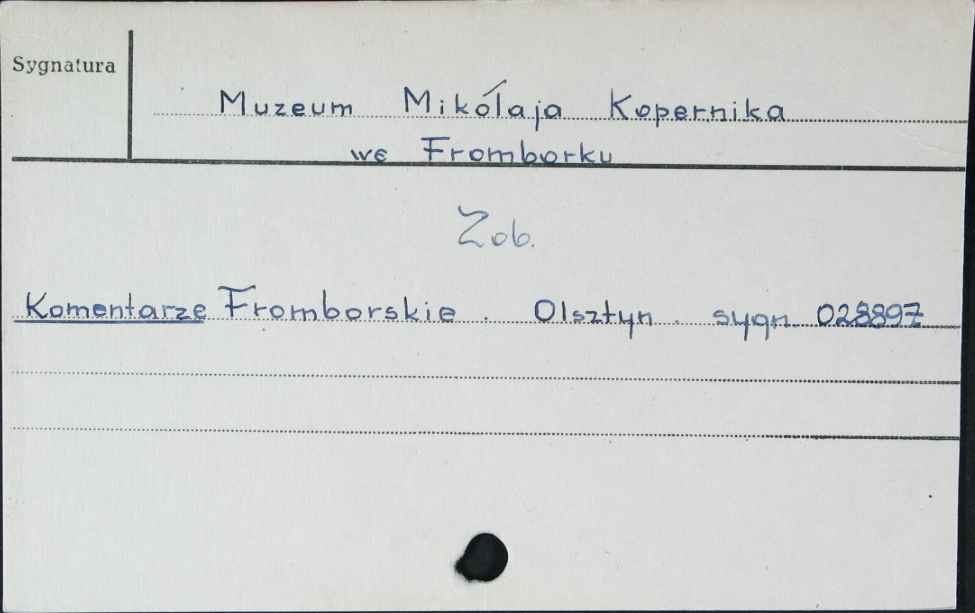 Sygnatura
Muzeum Mikołaja Kopernika
we Fromborku
Zob.
Komentarze Fromborskie. Olsztyn. sygn. 028897